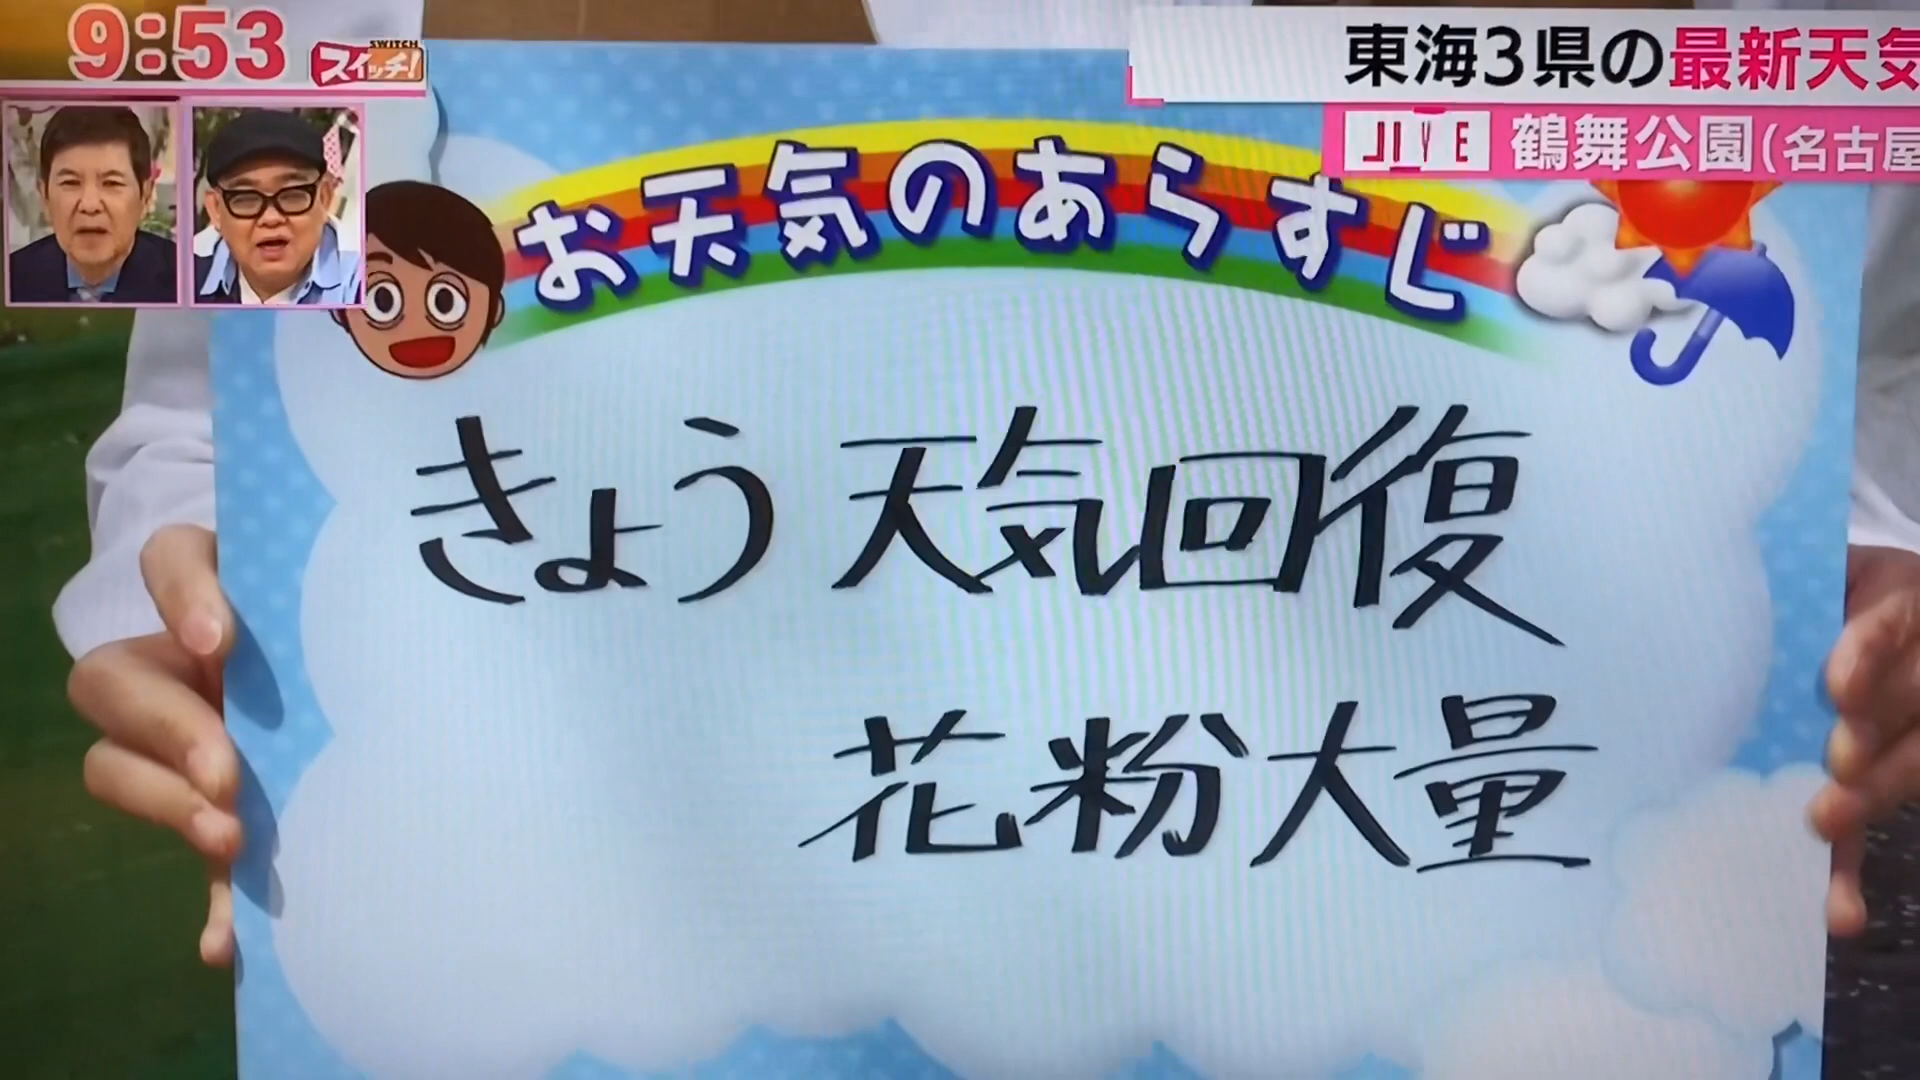 9:53
SWITCH
スイッチ!
東海3県の最新天気
LIVE 鶴舞公園(名古屋
お天気のあらすじ
きょう 天気回復
花粉大量